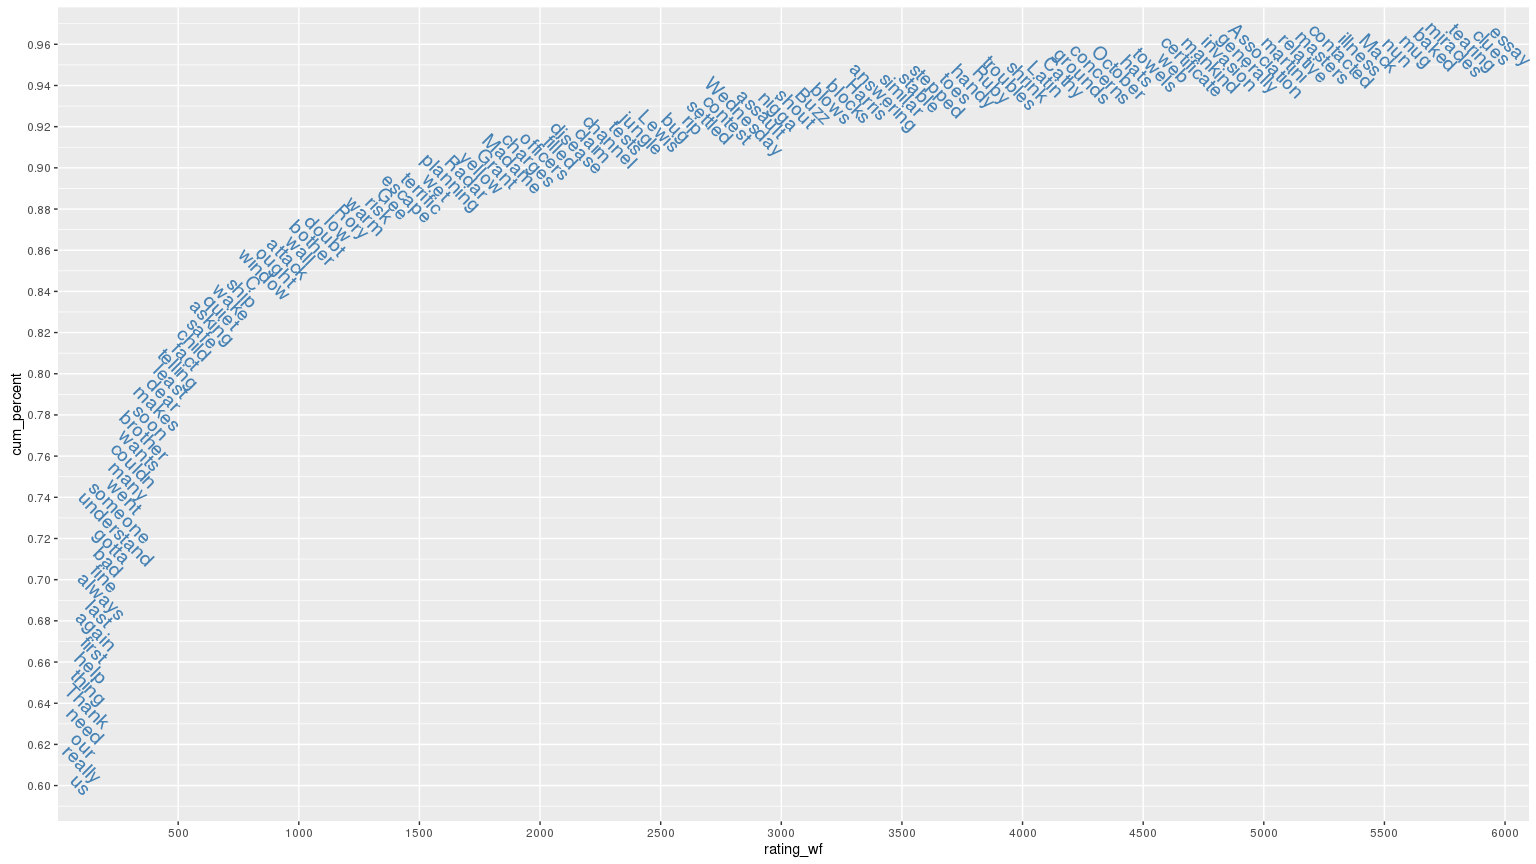 cum_percent
0.96
0.94
0.92
0.90
0.88
0.86
0.84
0.82
0.80
0.78
0.76
0.74
0.72
0.70
0.68
0.66
0.64
0.62
0.60
us
really
our
need
Thank
thing
help
first
again
last
always
fine
bad
gotta
understand
someone
went
many
couldn
wants
brother
soon
makes
dear
least
telling
fact
child
safe
asking
quiet
wake
ship
C
window
ought
attack
wall
bother
doubt
low
Rory
warm
risk
Gee
escape
terrific
wet
planning
Radar
yellow
Grant
Madame
charges
officers
filled
disease
claim
channel
tests
jungle
Lewis
bug
rip
settled
contest
Wednesday
assault
nigga
shout
Buzz
blows
blocks
Harris
answering
similar
stable
stepped
toes
handy
Ruby
troubles
shrink
Latin
Cathy
grounds
concerns
October
hats
towels
web
certificate
mankind
invasion
generally
Association
martini
relative
masters
contacted
illness
Mack
nun
mug
baked
miracles
tearing
clues
essay
500
1000
1500
2000
2500
3000
3500
4000
4500
5000
5500
6000
rating_wf